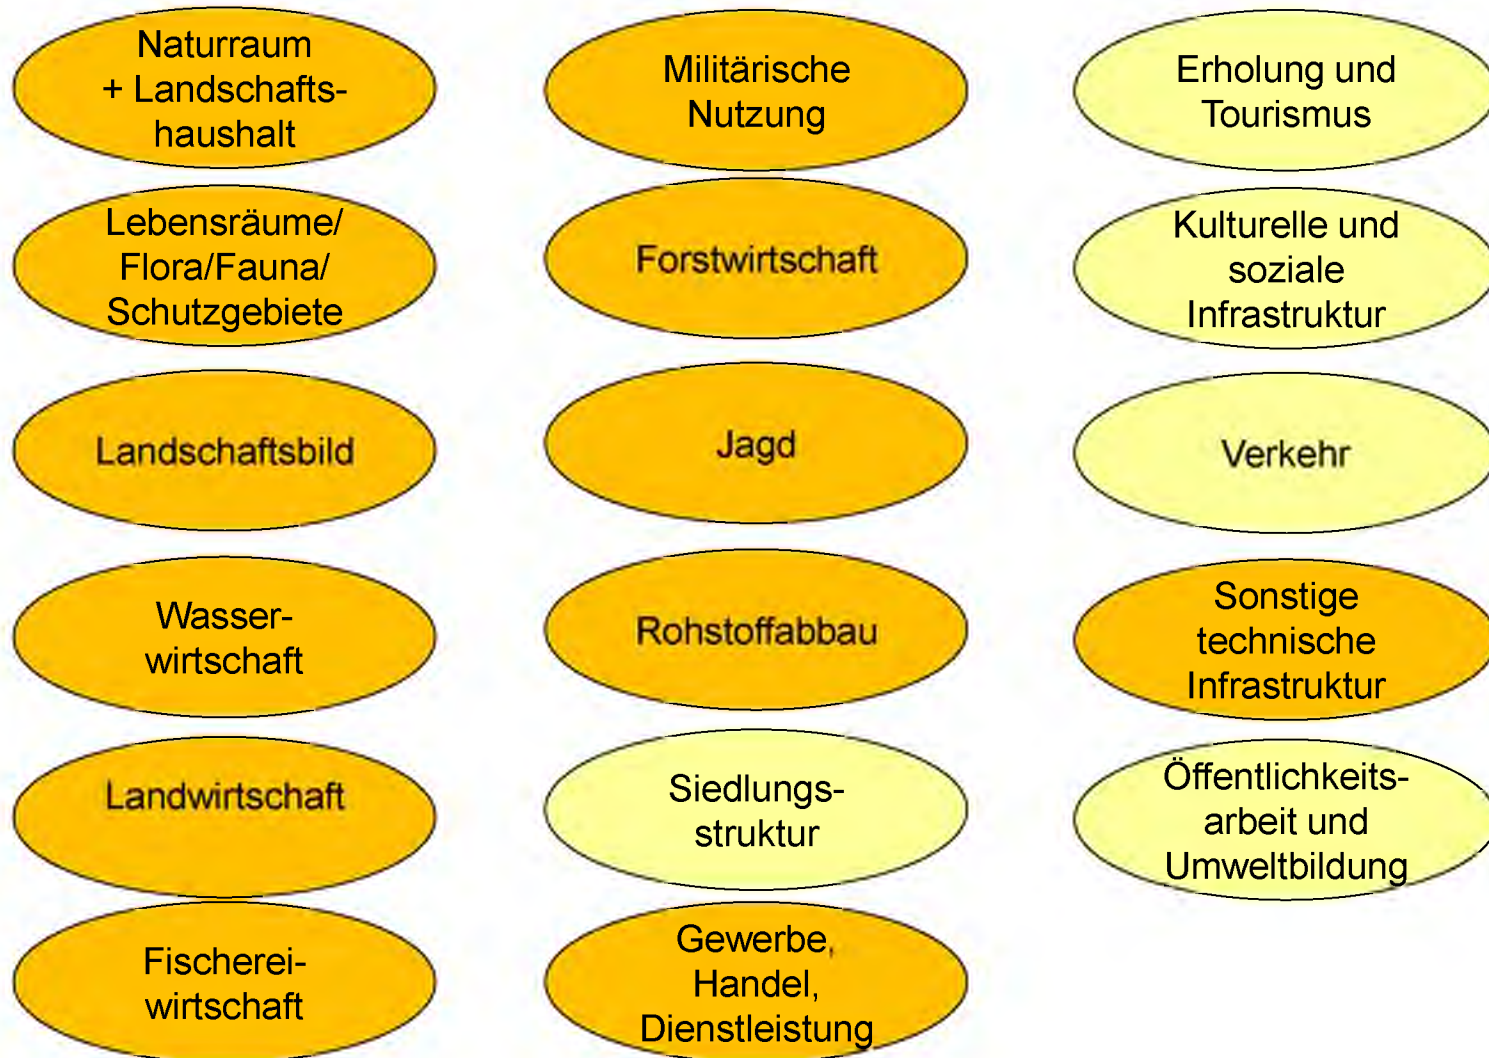 Naturraum
+ Landschafts-
haushalt
Lebensräume/
Flora/Fauna/
Schutzgebiete
Landschaftsbild
Wasser-
wirtschaft
Landwirtschaft
Fischerei-
wirtschaft
Militärische
Nutzung
Forstwirtschaft
Jagd
Rohstoffabbau
Siedlungs-
struktur
Gewerbe,
Handel,
Dienstleistung
Erholung und
Tourismus
Kulturelle und
soziale
Infrastruktur
Verkehr
Sonstige
technische
Infrastruktur
Öffentlichkeits-
arbeit und
Umweltbildung